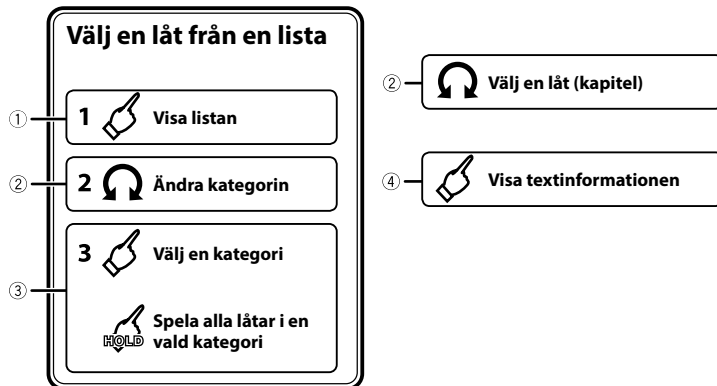 Välj en låt från en lista
① 1 Visa listan
② 2 Ändra kategorin
③ 3 Välj en kategori
HOLD Spela alla låtar i en
vald kategori
② Välj en låt (kapitel)
④ Visa textinformationen